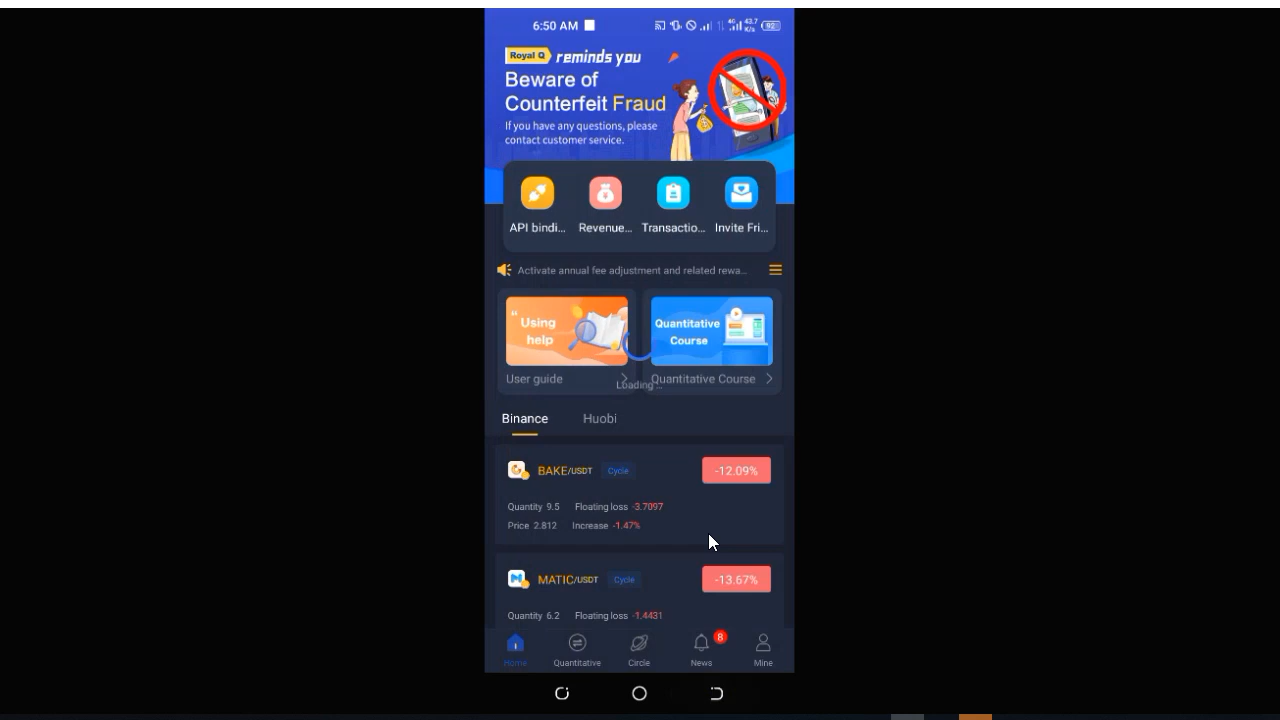 6:50 AM
4G 43.7 K/s 92
Royal Q reminds you
Beware of
Counterfeit Fraud
If you have any questions, please
contact customer service.
API bindi... Revenue... Transactio... Invite Fri...
Activate annual fee adjustment and related rewa...
"Using
help
Quantitative
Course
User guide
Quantitative Course
Loading ...
Binance Huobi
BAKE/USDT Cycle -12.09%
Quantity 9.5 Floating loss -3.7097
Price 2.812 Increase -1.47%
MATIC/USDT Cycle -13.67%
Quantity 6.2 Floating loss -1.4431
8
Home Quantitative Circle News Mine